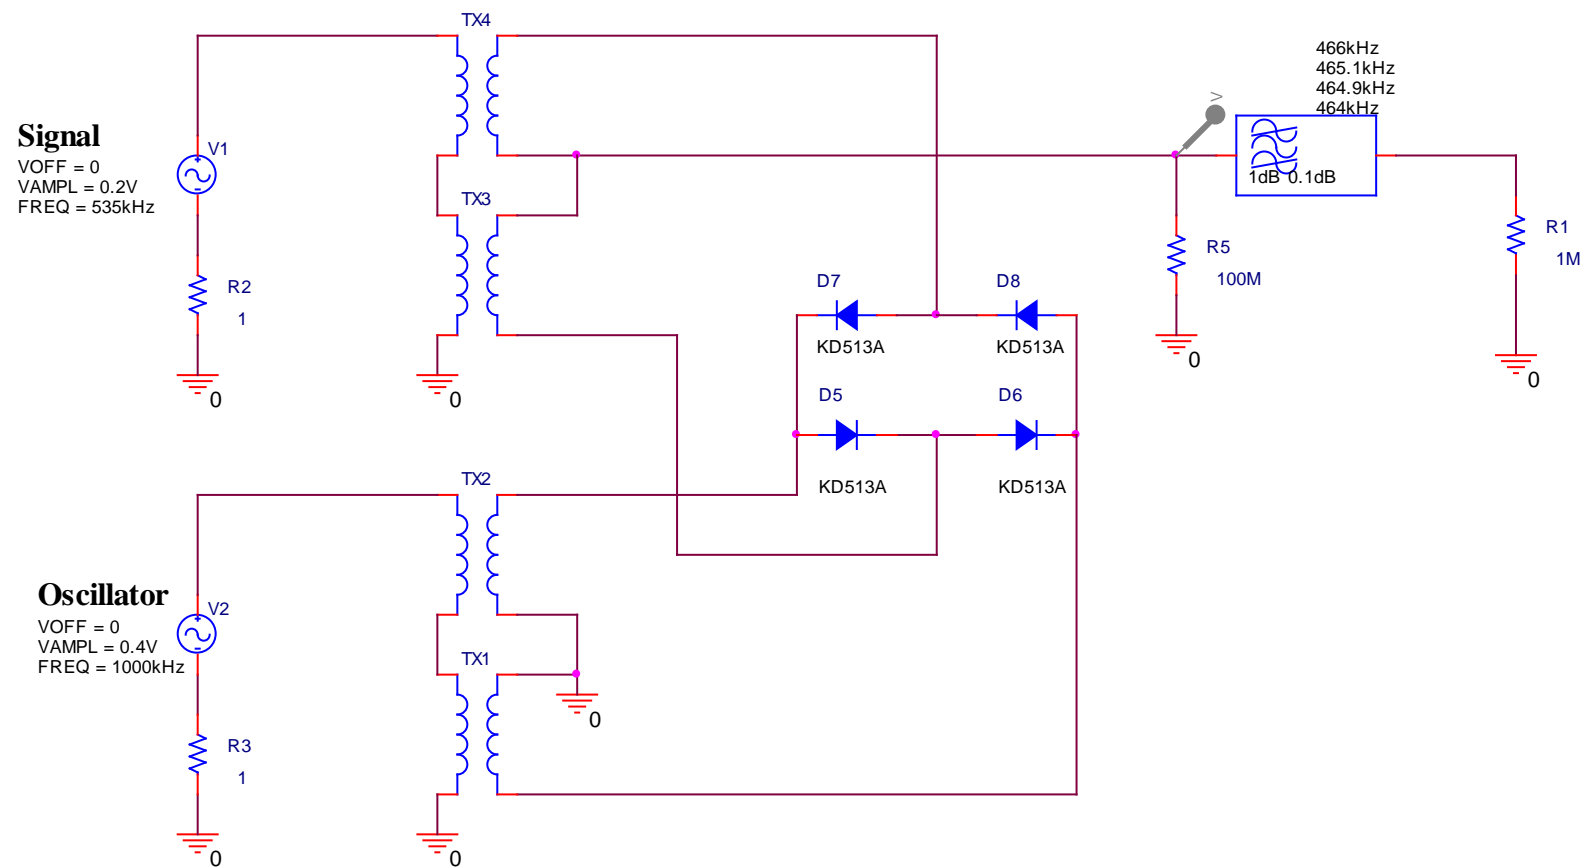 TX4
466kHz
465.1kHz
464.9kHz
464kHz
V
Signal
VOFF = 0
VAMPL = 0.2V
FREQ = 535kHz
V1
1dB 0.1dB
TX3
R2
1
R5
100M
R1
1M
D7
D8
KD513A
KD513A
0
0
0
0
D5
D6
KD513A
KD513A
TX2
Oscillator
VOFF = 0
VAMPL = 0.4V
FREQ = 1000kHz
V2
TX1
0
R3
1
0
0